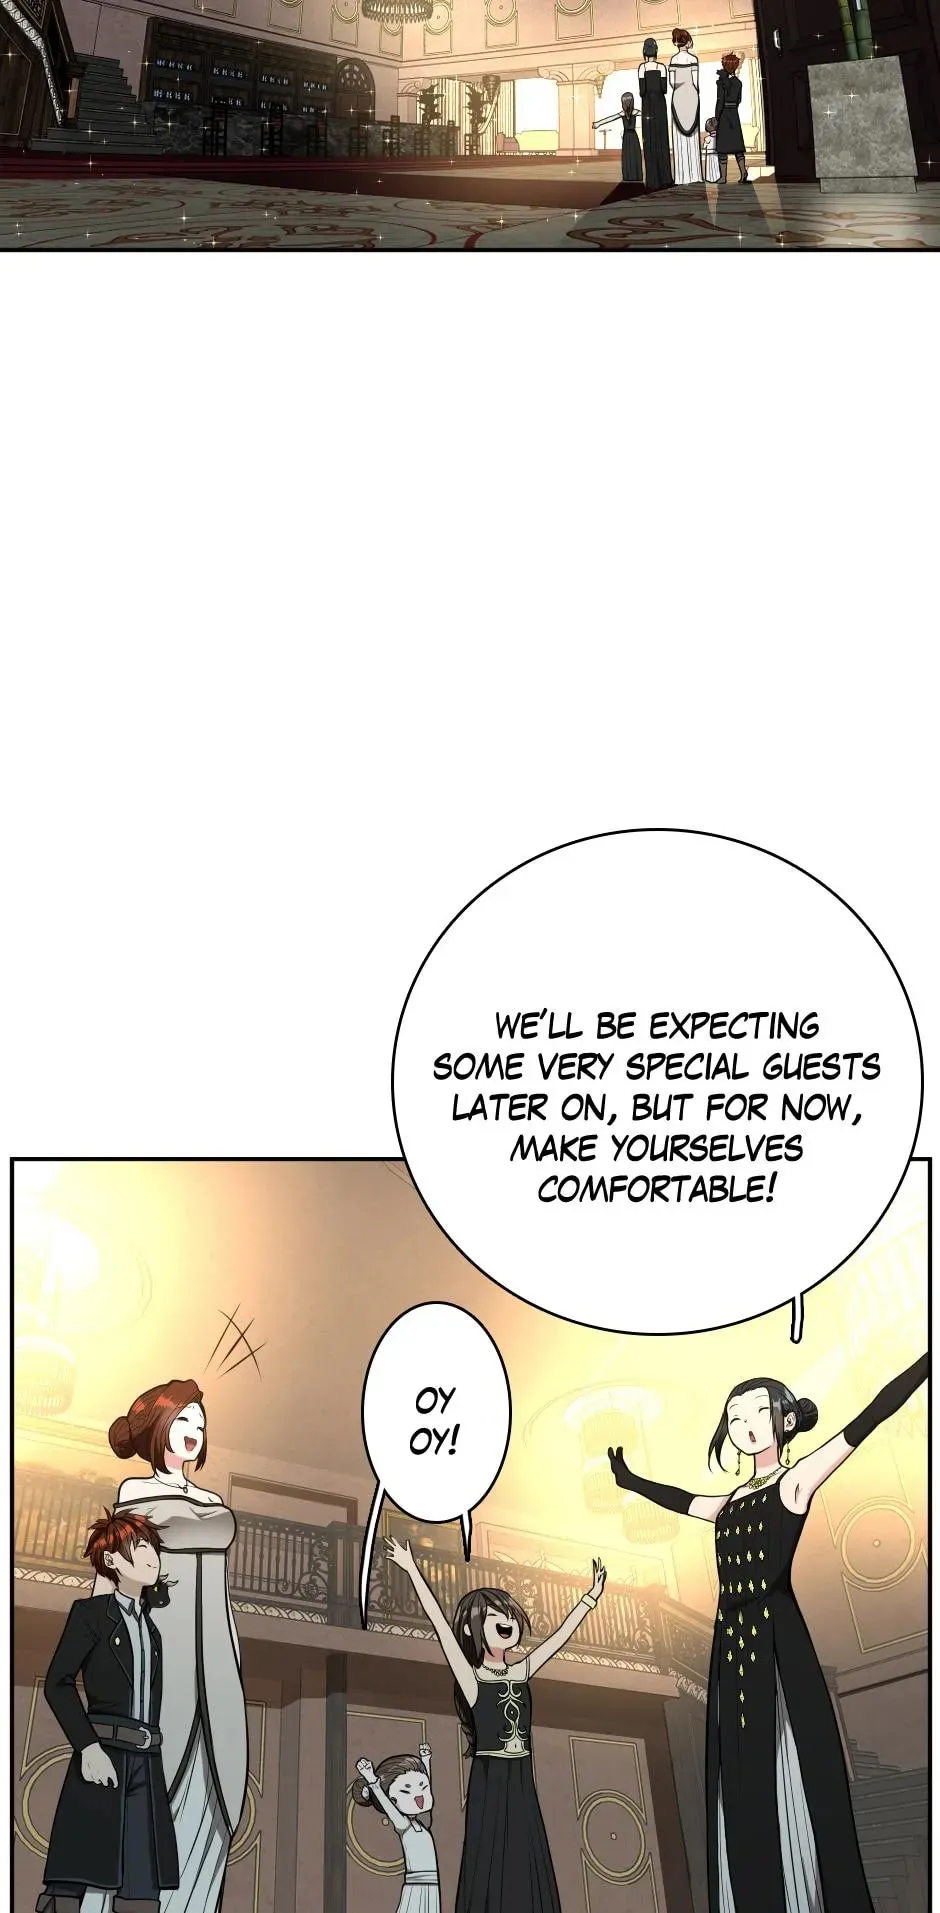 WE'LL BE EXPECTING
SOME VERY SPECIAL GUESTS
LATER ON, BUT FOR NOW,
MAKE YOURSELVES
COMFORTABLE!
OY
OY!